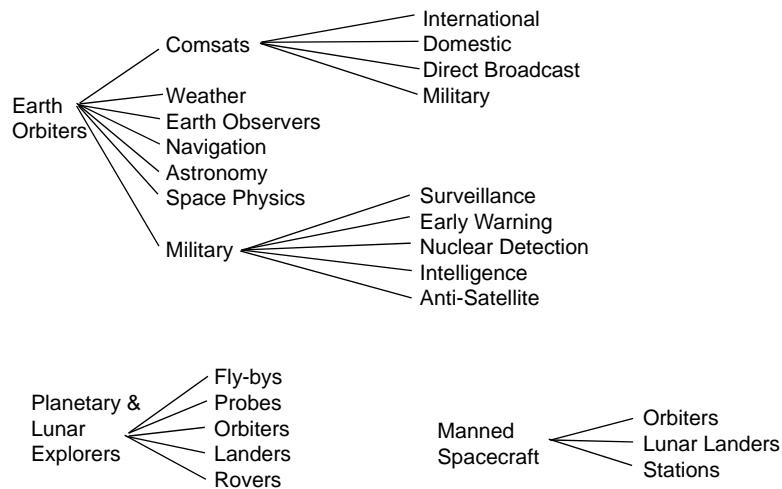 Earth
Orbiters
Comsats
International
Domestic
Direct Broadcast
Military
Weather
Earth Observers
Navigation
Astronomy
Space Physics
Military
Surveillance
Early Warning
Nuclear Detection
Intelligence
Anti-Satellite
Planetary &
Lunar
Explorers
Fly-bys
Probes
Orbiters
Landers
Rovers
Manned
Spacecraft
Orbiters
Lunar Landers
Stations